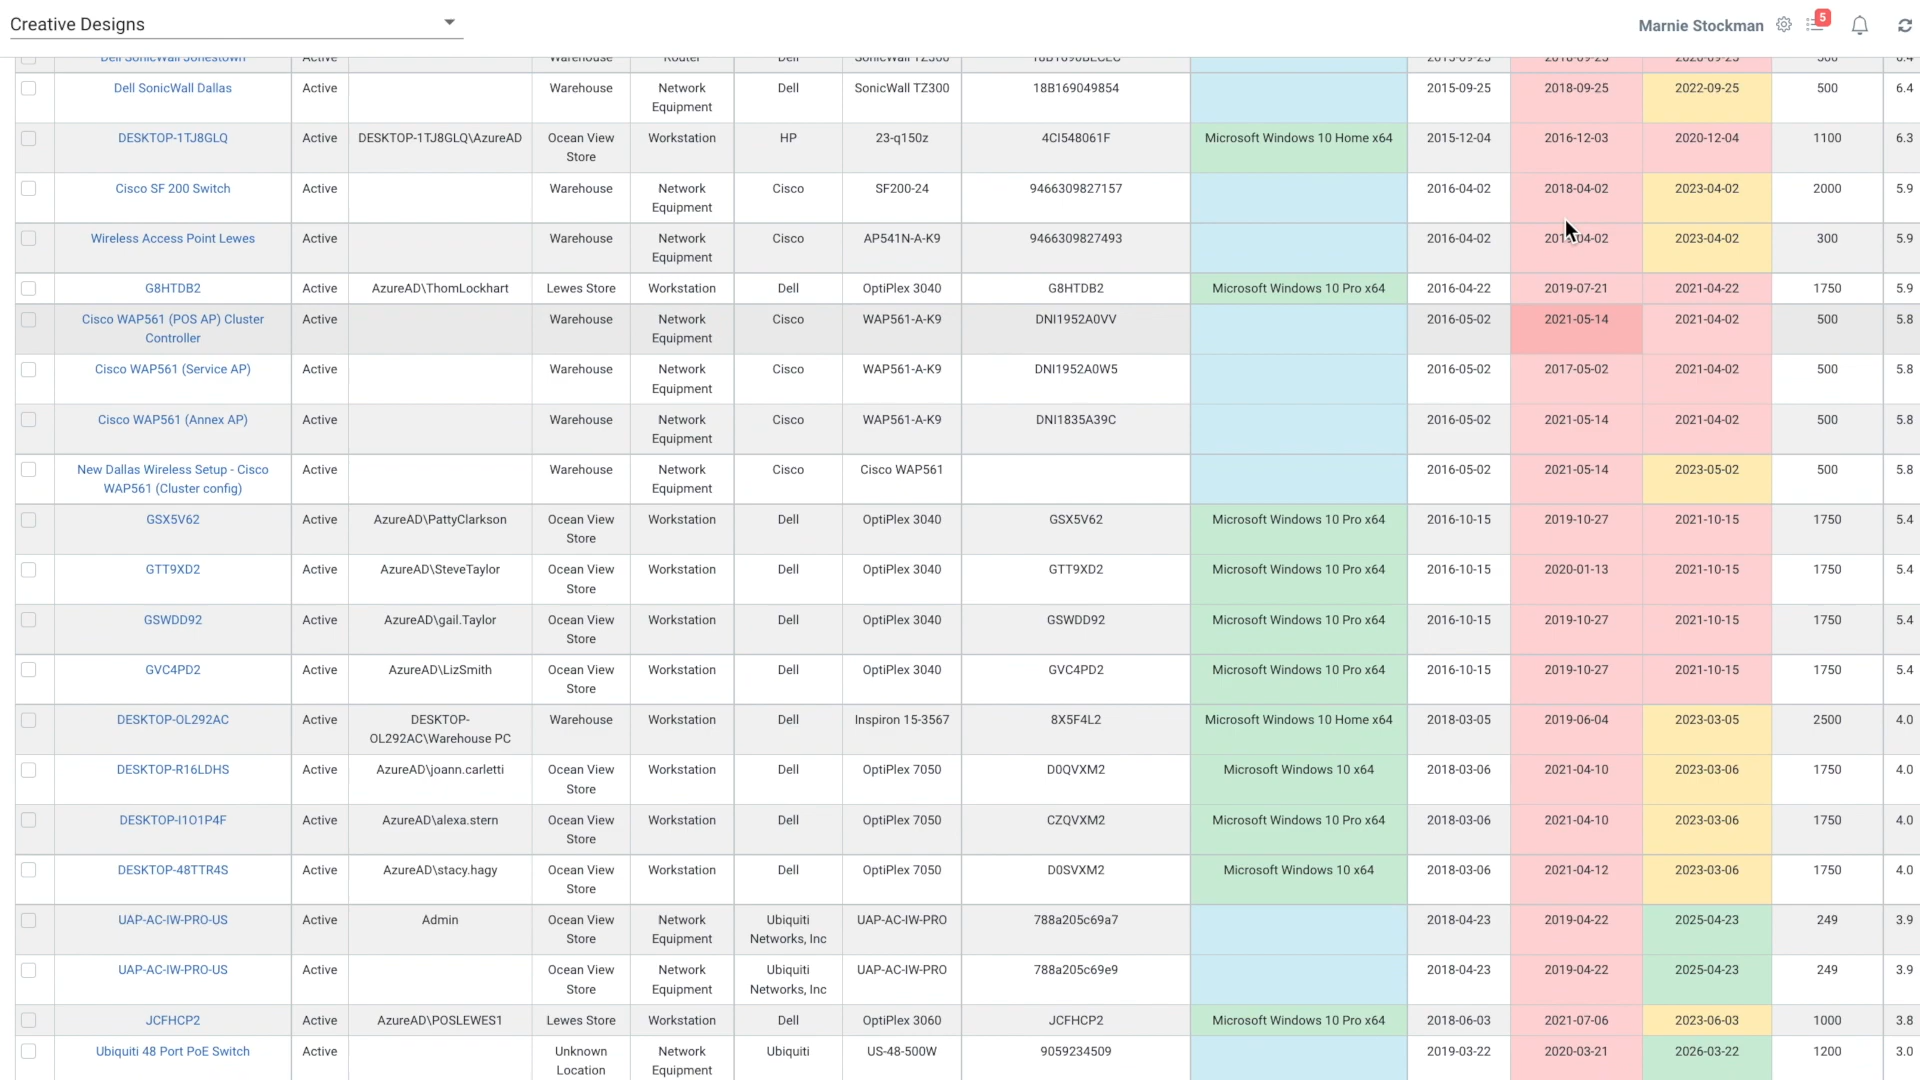 Creative Designs
Marnie Stockman 5
Dell SonicWall Jonestown Active Warehouse Router Dell SonicWall TZ300
Dell SonicWall Dallas Active Warehouse Network Equipment Dell SonicWall TZ300 18B169049854 2015-09-25 2018-09-25 2022-09-25 500 6.4
DESKTOP-1TJ8GLQ Active DESKTOP-1TJ8GLQ\AzureAD Ocean View Store Workstation HP 23-q150z 4CI548061F Microsoft Windows 10 Home x64 2015-12-04 2016-12-03 2020-12-04 1100 6.3
Cisco SF 200 Switch Active Warehouse Network Equipment Cisco SF200-24 9466309827157 2016-04-02 2018-04-02 2023-04-02 2000 5.9
Wireless Access Point Lewes Active Warehouse Network Equipment Cisco AP541N-A-K9 9466309827493 2016-04-02 2023-04-02 300 5.9
G8HTDB2 Active AzureAD\ThomLockhart Lewes Store Workstation Dell OptiPlex 3040 G8HTDB2 Microsoft Windows 10 Pro x64 2016-04-22 2019-07-21 2021-04-22 1750 5.9
Cisco WAP561 (POS AP) Cluster Controller Active Warehouse Network Equipment Cisco WAP561-A-K9 DNI1952A0VV 2016-05-02 2021-05-14 2021-04-02 500 5.8
Cisco WAP561 (Service AP) Active Warehouse Network Equipment Cisco WAP561-A-K9 DNI1952A0W5 2016-05-02 2017-05-02 2021-04-02 500 5.8
Cisco WAP561 (Annex AP) Active Warehouse Network Equipment Cisco WAP561-A-K9 DNI1835A39C 2016-05-02 2021-05-14 2021-04-02 500 5.8
New Dallas Wireless Setup - Cisco WAP561 (Cluster config) Active Warehouse Network Equipment Cisco Cisco WAP561 2016-05-02 2021-05-14 2023-05-02 500 5.8
GSX5V62 Active AzureAD\PattyClarkson Ocean View Store Workstation Dell OptiPlex 3040 GSX5V62 Microsoft Windows 10 Pro x64 2016-10-15 2019-10-27 2021-10-15 1750 5.4
GTT9XD2 Active AzureAD\SteveTaylor Ocean View Store Workstation Dell OptiPlex 3040 GTT9XD2 Microsoft Windows 10 Pro x64 2016-10-15 2020-01-13 2021-10-15 1750 5.4
GSWDD92 Active AzureAD\gail.Taylor Ocean View Store Workstation Dell OptiPlex 3040 GSWDD92 Microsoft Windows 10 Pro x64 2016-10-15 2019-10-27 2021-10-15 1750 5.4
GVC4PD2 Active AzureAD\LizSmith Ocean View Store Workstation Dell OptiPlex 3040 GVC4PD2 Microsoft Windows 10 Pro x64 2016-10-15 2019-10-27 2021-10-15 1750 5.4
DESKTOP-OL292AC Active DESKTOP-OL292AC\Warehouse PC Warehouse Workstation Dell Inspiron 15-3567 8X5F4L2 Microsoft Windows 10 Home x64 2018-03-05 2019-06-04 2023-03-05 2500 4.0
DESKTOP-R16LDHS Active AzureAD\joann.carletti Ocean View Store Workstation Dell OptiPlex 7050 D0QVXM2 Microsoft Windows 10 x64 2018-03-06 2021-04-10 2023-03-06 1750 4.0
DESKTOP-I1O1P4F Active AzureAD\alexa.stern Ocean View Store Workstation Dell OptiPlex 7050 CZQVXM2 Microsoft Windows 10 Pro x64 2018-03-06 2021-04-10 2023-03-06 1750 4.0
DESKTOP-48TTR4S Active AzureAD\stacy.hagy Ocean View Store Workstation Dell OptiPlex 7050 D0SVXM2 Microsoft Windows 10 x64 2018-03-06 2021-04-12 2023-03-06 1750 4.0
UAP-AC-IW-PRO-US Active Admin Ocean View Store Network Equipment Ubiquiti Networks, Inc UAP-AC-IW-PRO 788a205c69a7 2018-04-23 2019-04-22 2025-04-23 249 3.9
UAP-AC-IW-PRO-US Active Ocean View Store Network Equipment Ubiquiti Networks, Inc UAP-AC-IW-PRO 788a205c69e9 2018-04-23 2019-04-22 2025-04-23 249 3.9
JCFHCP2 Active AzureAD\POSLEWES1 Lewes Store Workstation Dell OptiPlex 3060 JCFHCP2 Microsoft Windows 10 Pro x64 2018-06-03 2021-07-06 2023-06-03 1000 3.8
Ubiquiti 48 Port PoE Switch Active Unknown Location Network Equipment Ubiquiti US-48-500W 9059234509 2019-03-22 2020-03-21 2026-03-22 1200 3.0